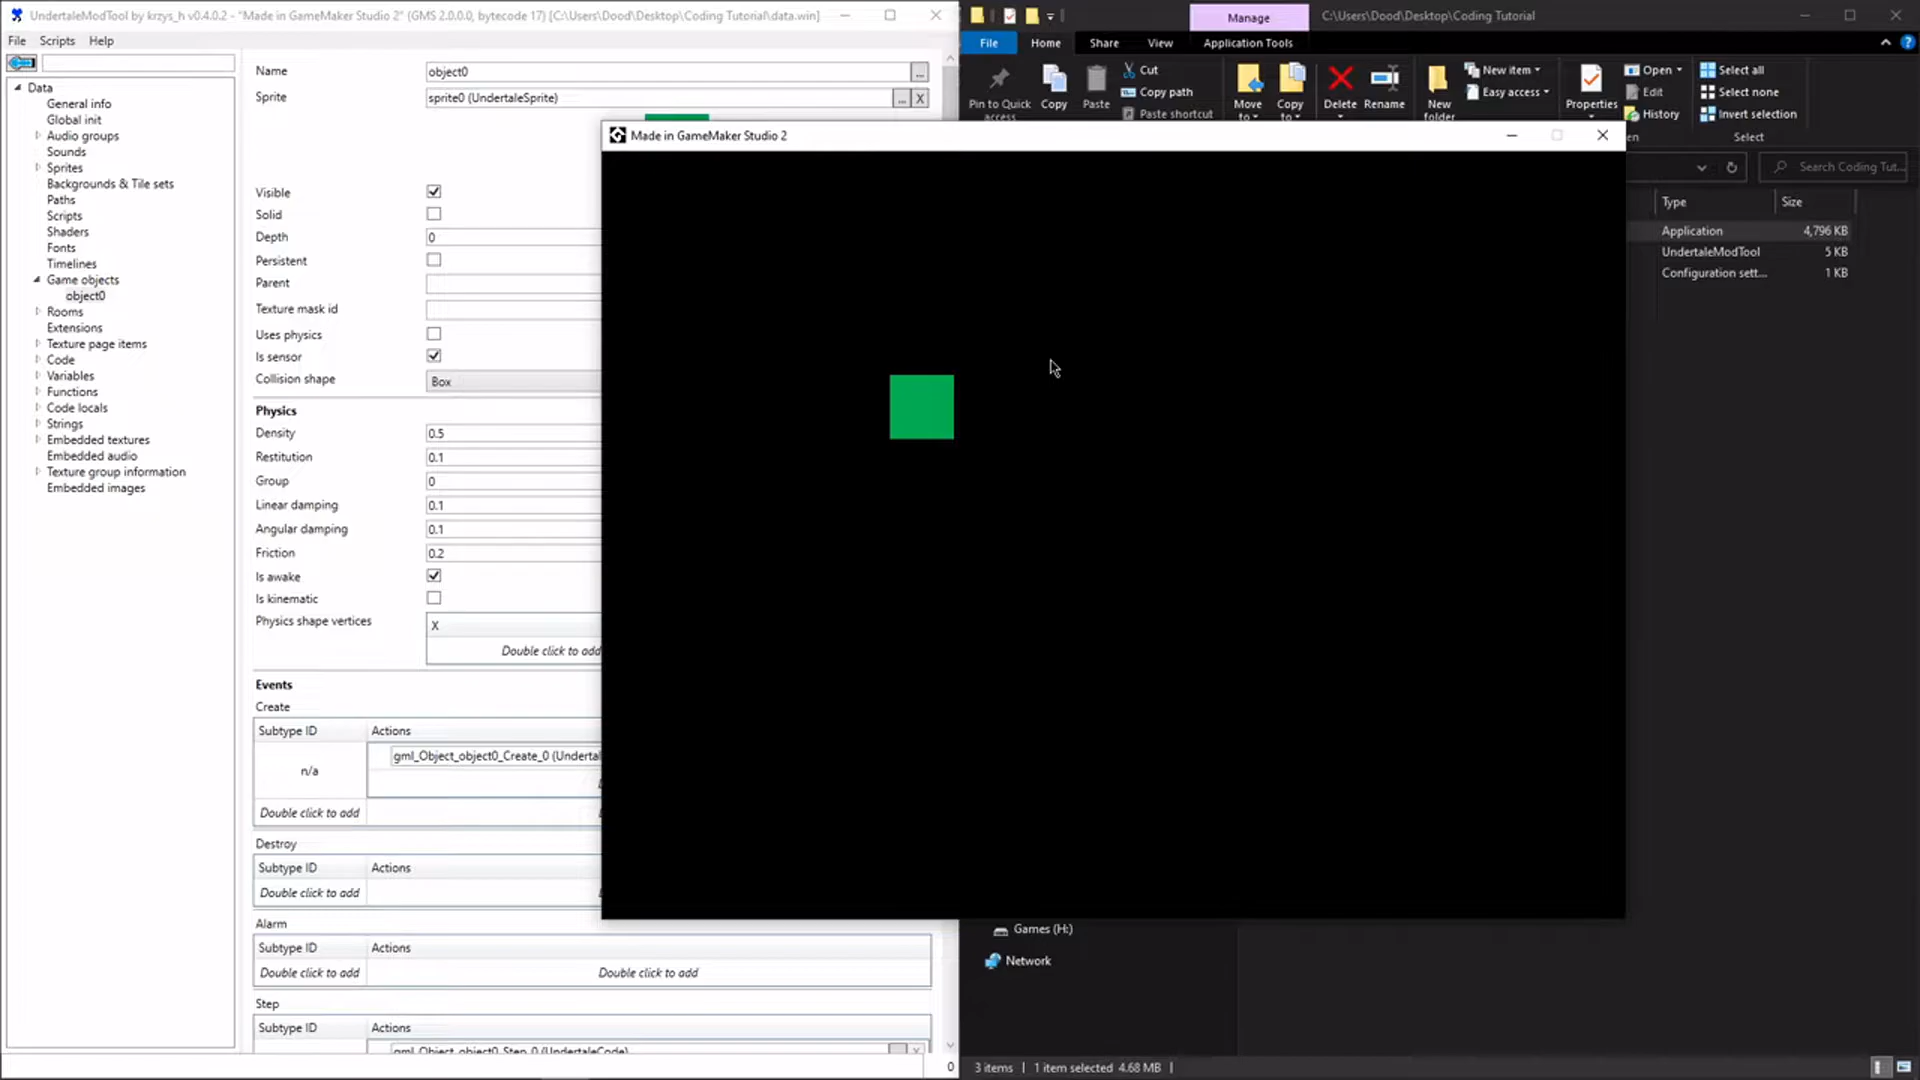 UndertaleModTool by krzys_h v0.4.0.2 - "Made in GameMaker Studio 2" (GMS 2.0.0.0, bytecode 17) [C:\Users\Dood\Desktop\Coding Tutorial\data.win]
File Scripts Help
Data
General info
Global init
Audio groups
Sounds
Sprites
Backgrounds & Tile sets
Paths
Scripts
Shaders
Fonts
Timelines
Game objects
object0
Rooms
Extensions
Texture page items
Code
Variables
Functions
Code locals
Strings
Embedded textures
Embedded audio
Texture group information
Embedded images
Name object0 ...
Sprite sprite0 (UndertaleSprite) ... X
Visible
Solid
Depth 0
Persistent
Parent
Texture mask id
Uses physics
Is sensor
Collision shape Box
Physics
Density 0.5
Restitution 0.1
Group 0
Linear damping 0.1
Angular damping 0.1
Friction 0.2
Is awake
Is kinematic
Physics shape vertices X
Double click to add
Events
Create
Subtype ID Actions
gml_Object_object0_Create_0 (Undertal
n/a
Double click to add
Destroy
Subtype ID Actions
Double click to add
Alarm
Subtype ID Actions
Double click to add Double click to add
Step
Subtype ID Actions
gml_Object_object0_Step_0 (UndertaleCode)
0
Made in GameMaker Studio 2
Manage C:\Users\Dood\Desktop\Coding Tutorial
File Home Share View Application Tools
Pin to Quick access
Copy
Paste
Cut
Copy path
Paste shortcut
Move to
Copy to
Delete
Rename
New folder
New item
Easy access
Properties
Open
Edit
History
Select all
Select none
Invert selection
Select
Search Coding Tut...
Type Size
Application 4,796 KB
UndertaleModTool 5 KB
Configuration sett... 1 KB
Games (H:)
Network
3 items 1 item selected 4.68 MB